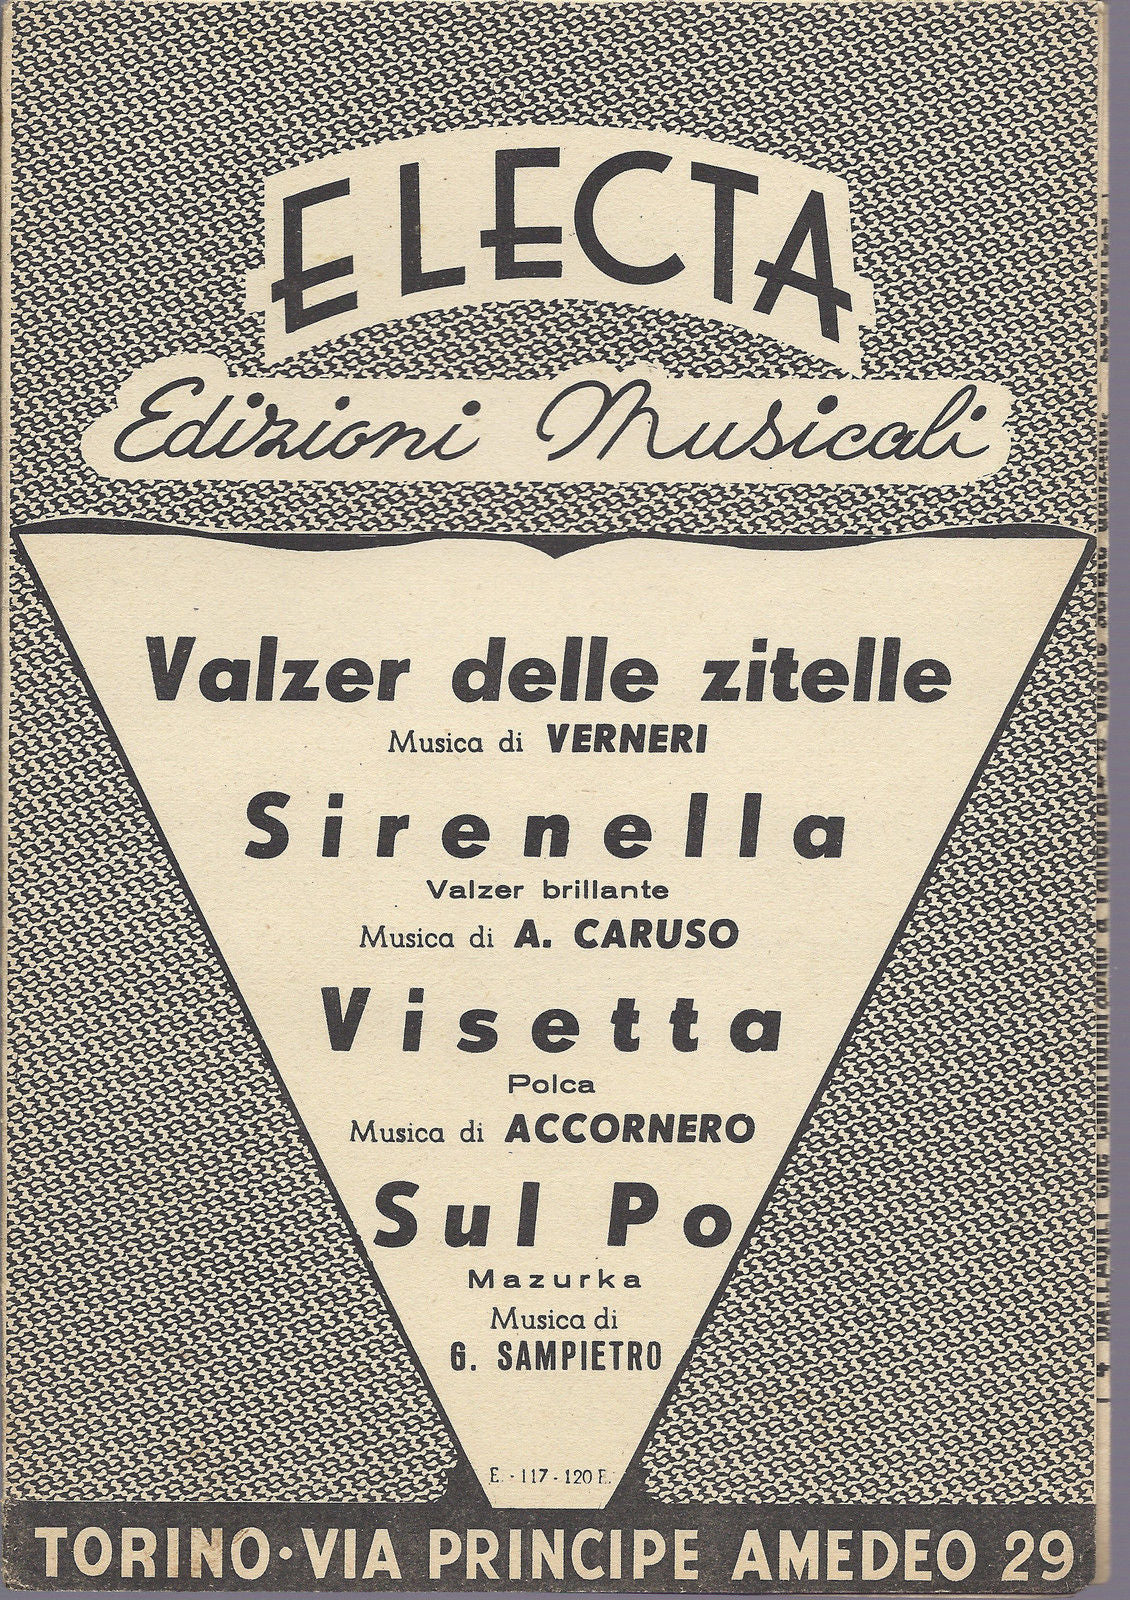 ELECTA
Edizioni Musicali
Valzer delle zitelle
Musica di VERNERI
Sirenella
Valzer brillante
Musica di A. CARUSO
Visetta
Polca
Musica di ACCORNERO
Sul Po
Mazurka
Musica di
G. SAMPIETRO
E. - 117 - 120 E.
TORINO · VIA PRINCIPE AMEDEO 29